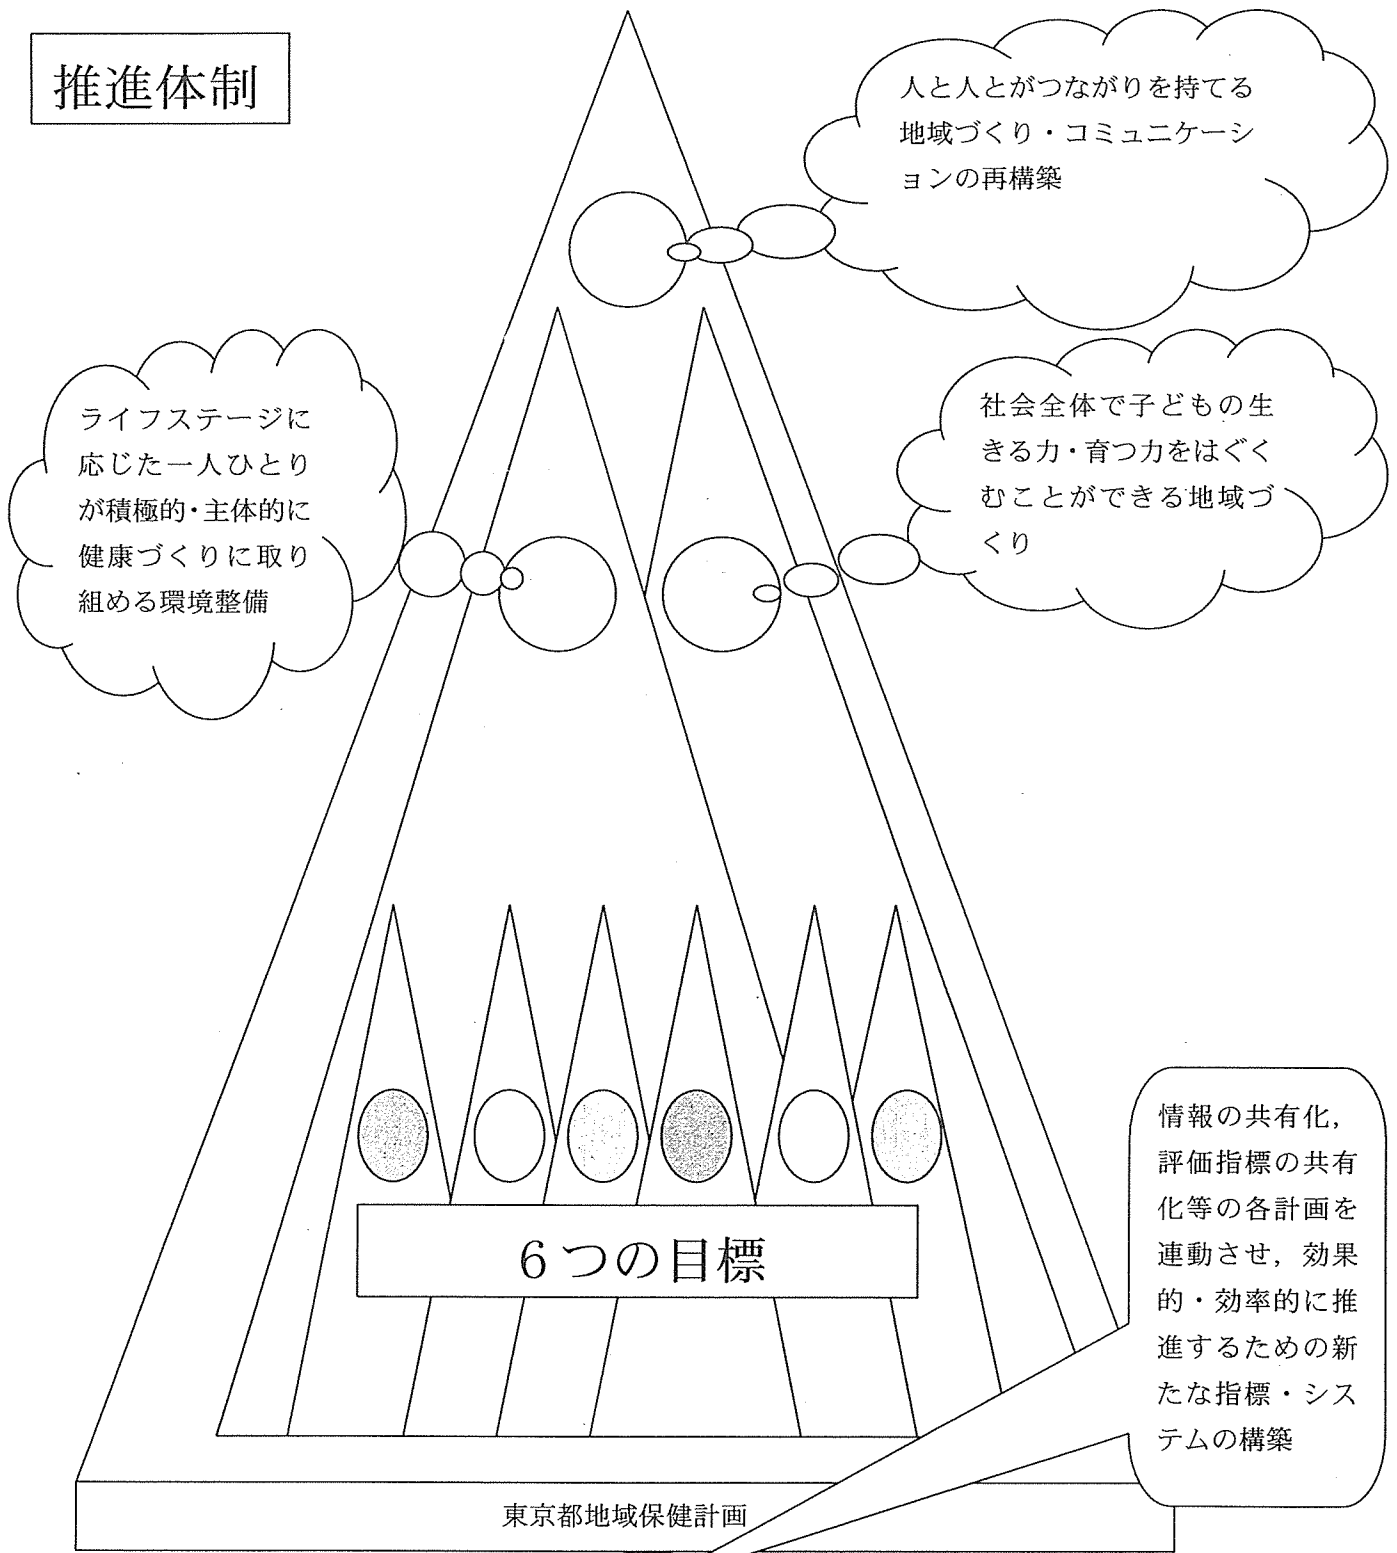 推進体制
人と人とがつながりを持てる
地域づくり・コミュニケーシ
ョンの再構築
ライフステージに
応じた一人ひとり
が積極的・主体的に
健康づくりに取り
組める環境整備
社会全体で子どもの生
きる力・育つ力をはぐく
むことができる地域づ
くり
情報の共有化，
評価指標の共有
化等の各計画を
連動させ，効果
的・効率的に推
進するための新
たな指標・シス
テムの構築
６つの目標
東京都地域保健計画